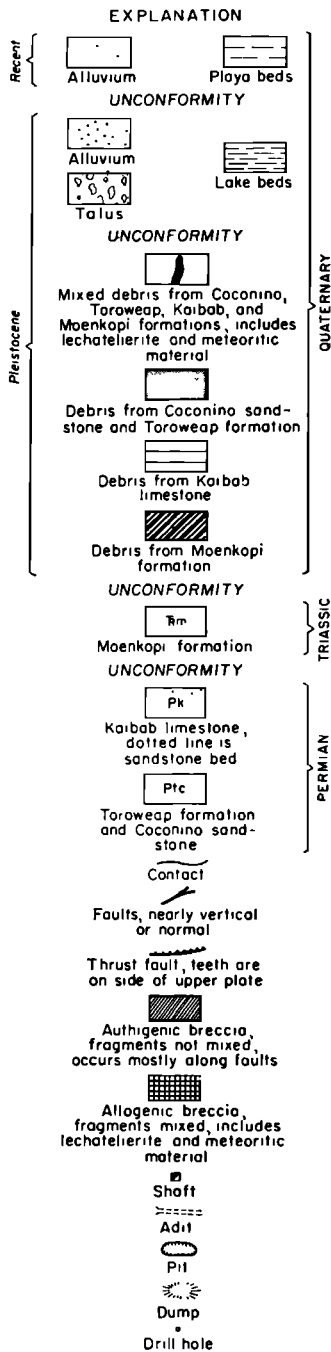 EXPLANATION
Recent
Alluvium
Playa beds
UNCONFORMITY
Pleistocene
Alluvium
Lake beds
Talus
UNCONFORMITY
Mixed debris from Coconino,
Toroweap, Kaibab, and
Moenkopi formations, includes
lechatelierite and meteoritic
material
QUATERNARY
Debris from Coconino sand-
stone and Toroweap formation
Debris from Kaibab
limestone
Debris from Moenkopi
formation
UNCONFORMITY
Ƭm
Moenkopi formation
TRIASSIC
UNCONFORMITY
Pk
Kaibab limestone,
dotted line is
sandstone bed
Ptc
Toroweap formation
and Coconino sand-
stone
PERMIAN
Contact
Faults, nearly vertical
or normal
Thrust fault, teeth are
on side of upper plate
Authigenic breccia,
fragments not mixed,
occurs mostly along faults
Allogenic breccia,
fragments mixed, includes
lechatelierite and meteoritic
material
Shaft
Adit
Pit
Dump
Drill hole